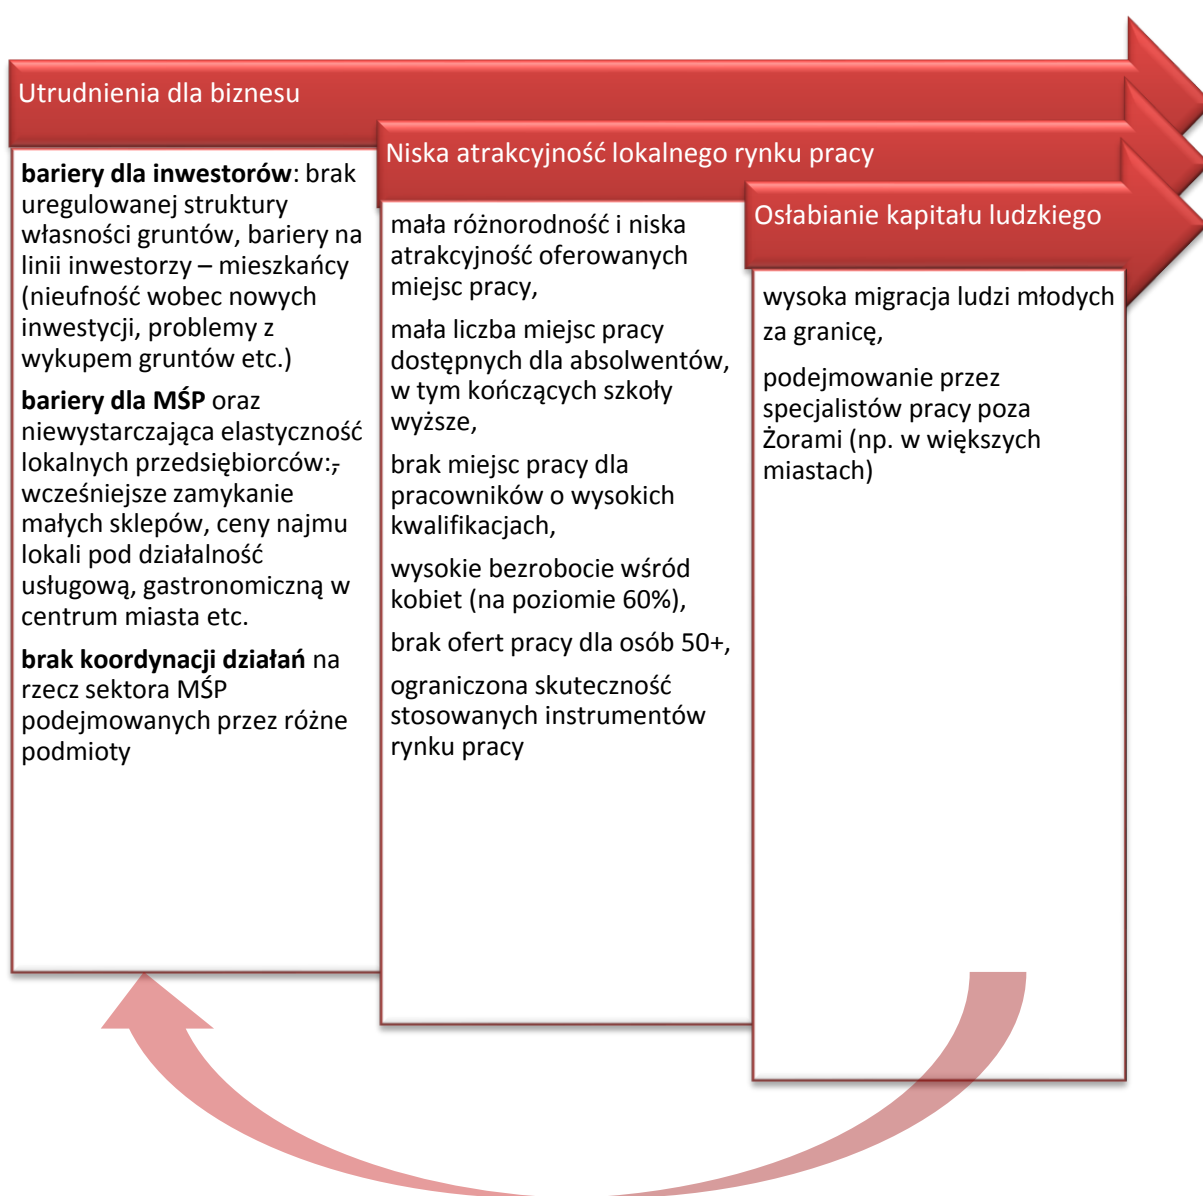 Utrudnienia dla biznesu
bariery dla inwestorów: brak
uregulowanej struktury
własności gruntów, bariery na
linii inwestorzy – mieszkańcy
(nieufność wobec nowych
inwestycji, problemy z
wykupem gruntów etc.)
bariery dla MŚP oraz
niewystarczająca elastyczność
lokalnych przedsiębiorców:,
wcześniejsze zamykanie
małych sklepów, ceny najmu
lokali pod działalność
usługową, gastronomiczną w
centrum miasta etc.
brak koordynacji działań na
rzecz sektora MŚP
podejmowanych przez różne
podmioty
Niska atrakcyjność lokalnego rynku pracy
mała różnorodność i niska
atrakcyjność oferowanych
miejsc pracy,
mała liczba miejsc pracy
dostępnych dla absolwentów,
w tym kończących szkoły
wyższe,
brak miejsc pracy dla
pracowników o wysokich
kwalifikacjach,
wysokie bezrobocie wśród
kobiet (na poziomie 60%),
brak ofert pracy dla osób 50+,
ograniczona skuteczność
stosowanych instrumentów
rynku pracy
Osłabianie kapitału ludzkiego
wysoka migracja ludzi młodych
za granicę,
podejmowanie przez
specjalistów pracy poza
Żorami (np. w większych
miastach)